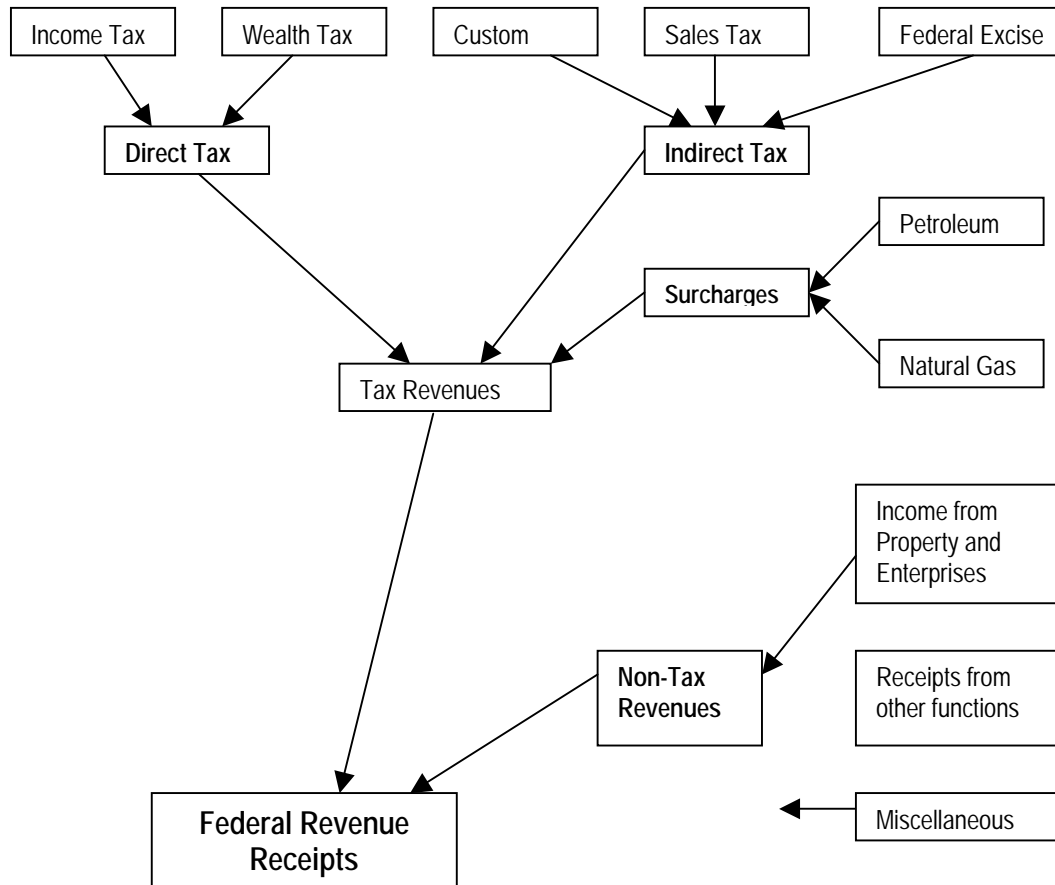 Income Tax
Wealth Tax
Custom
Sales Tax
Federal Excise
Direct Tax
Indirect Tax
Petroleum
Surcharges
Natural Gas
Tax Revenues
Income from
Property and
Enterprises
Non-Tax
Revenues
Receipts from
other functions
Federal Revenue
Receipts
Miscellaneous